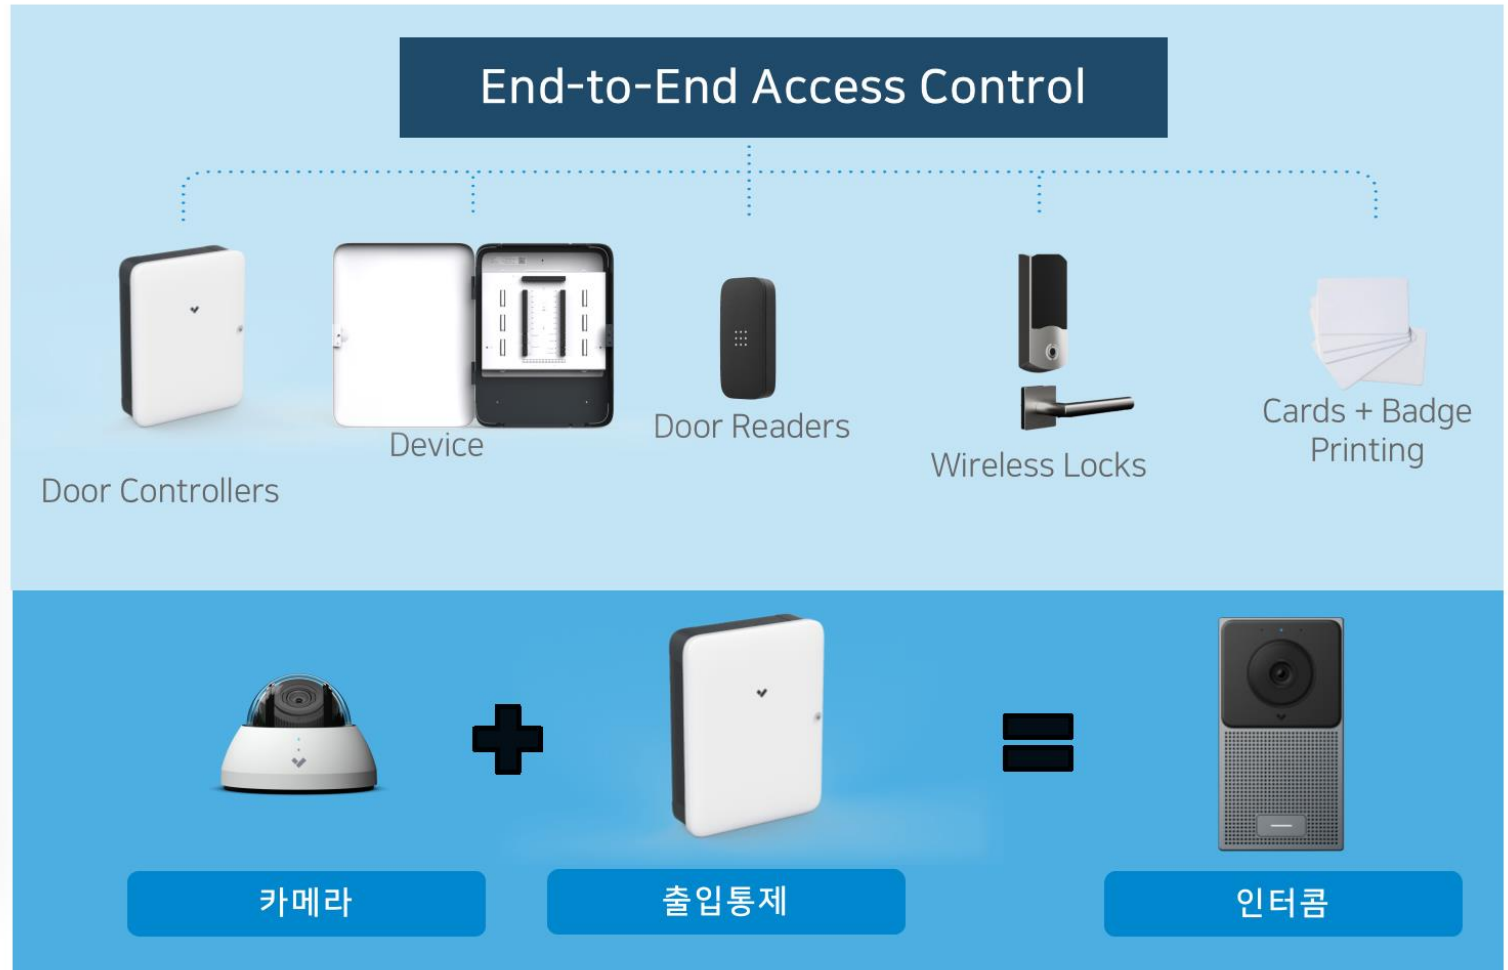 End-to-End Access Control
Door Controllers
Device
Door Readers
Wireless Locks
Cards + Badge
Printing
카메라
출입통제
인터콤